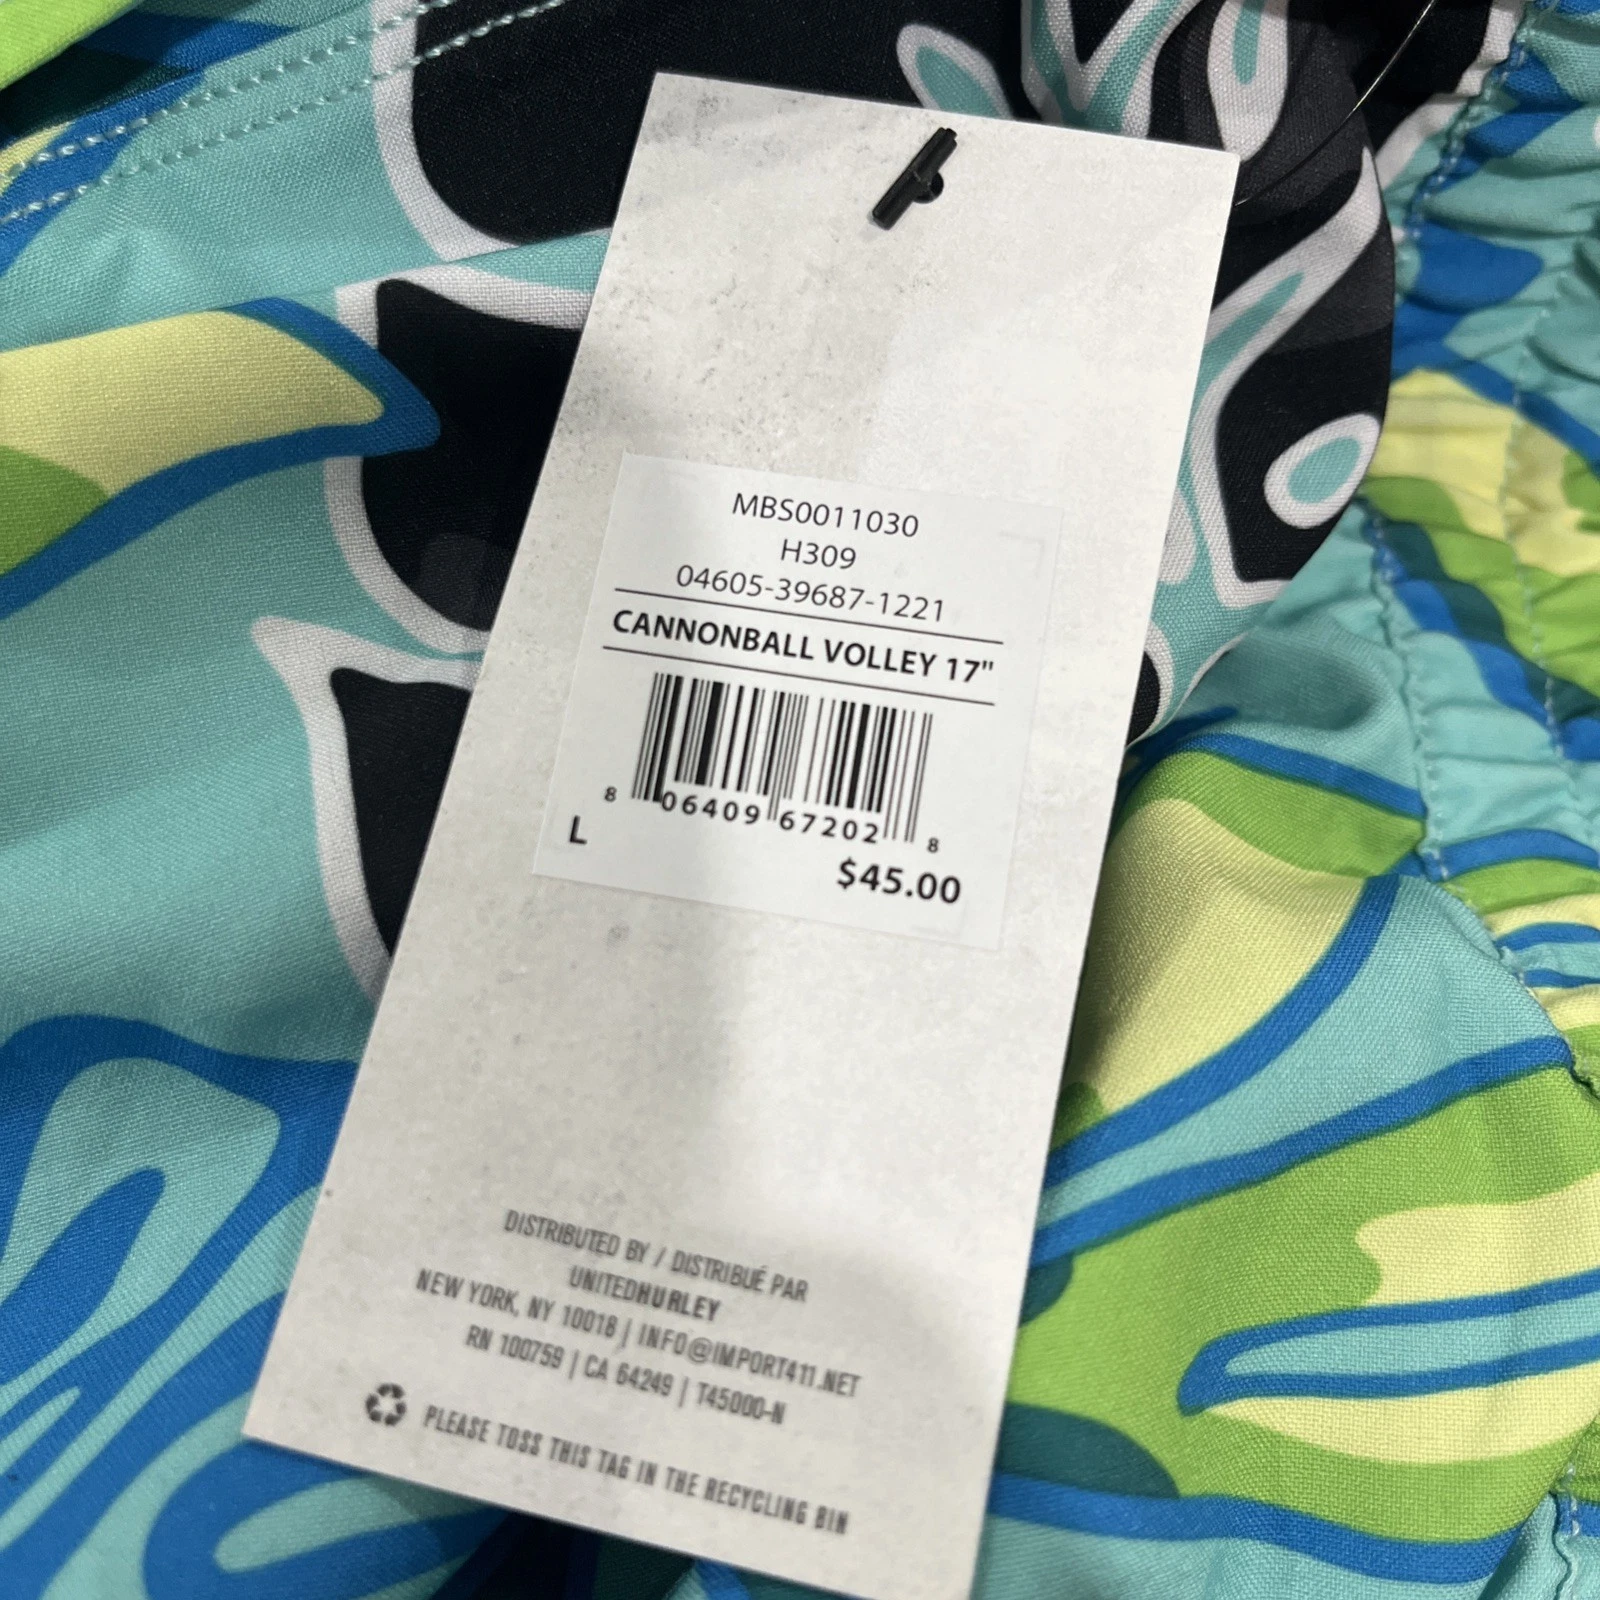 MBS0011030
H309
04605-39687-1221
CANNONBALL VOLLEY 17"
8 06409 67202 8
L
$45.00
DISTRIBUTED BY / DISTRIBUÉ PAR
UNITEDHURLEY
NEW YORK, NY 10018 | INFO@IMPORT411.NET
RN 100759 | CA 64249 | T45000-N
PLEASE TOSS THIS TAG IN THE RECYCLING BIN